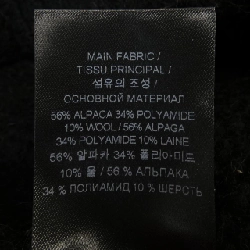 MAIN FABRIC /
TISSU PRINCIPAL /
섬유의 조성 /
ОСНОВНОЙ МАТЕРИАЛ
56% ALPACA 34% POLYAMIDE
10% WOOL / 56% ALPAGA
34% POLYAMIDE 10% LAINE
56% 알파카 34% 폴리아미드
10% 울 / 56 % АЛЬПАКА
34 % ПОЛИАМИД 10 % ШЕРСТЬ